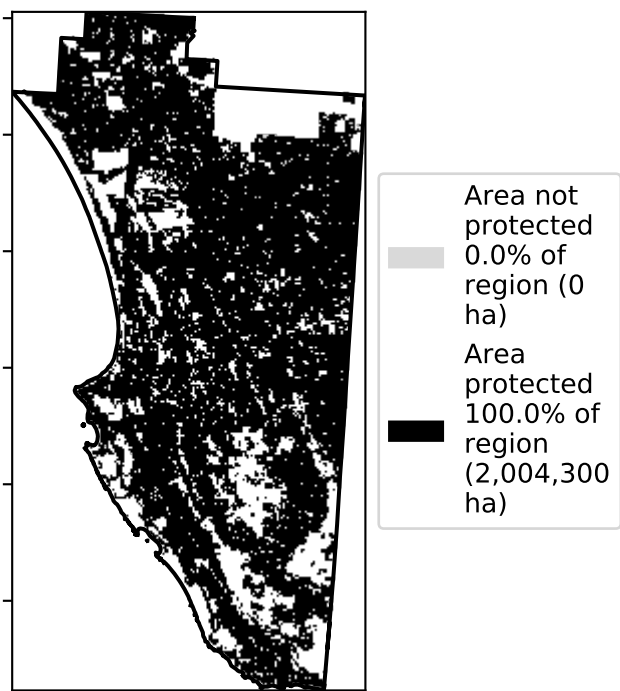 Area not
protected
0.0% of
region (0
ha)
Area
protected
100.0% of
region
(2,004,300
ha)